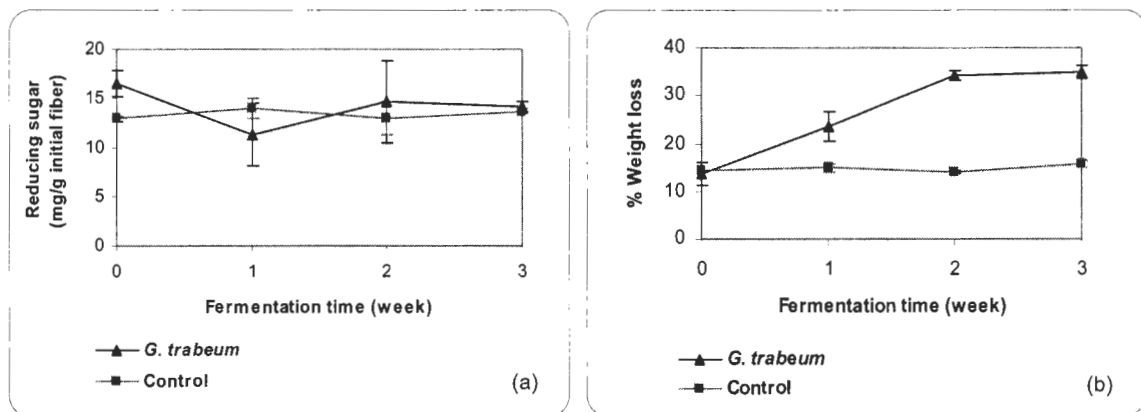 20
15
10
5
0
Reducing sugar
(mg/g initial fiber)
0 1 2 3
Fermentation time (week)
G. trabeum
Control
(a)
40
30
20
10
0
% Weight loss
0 1 2 3
Fermentation time (week)
G. trabeum
Control
(b)